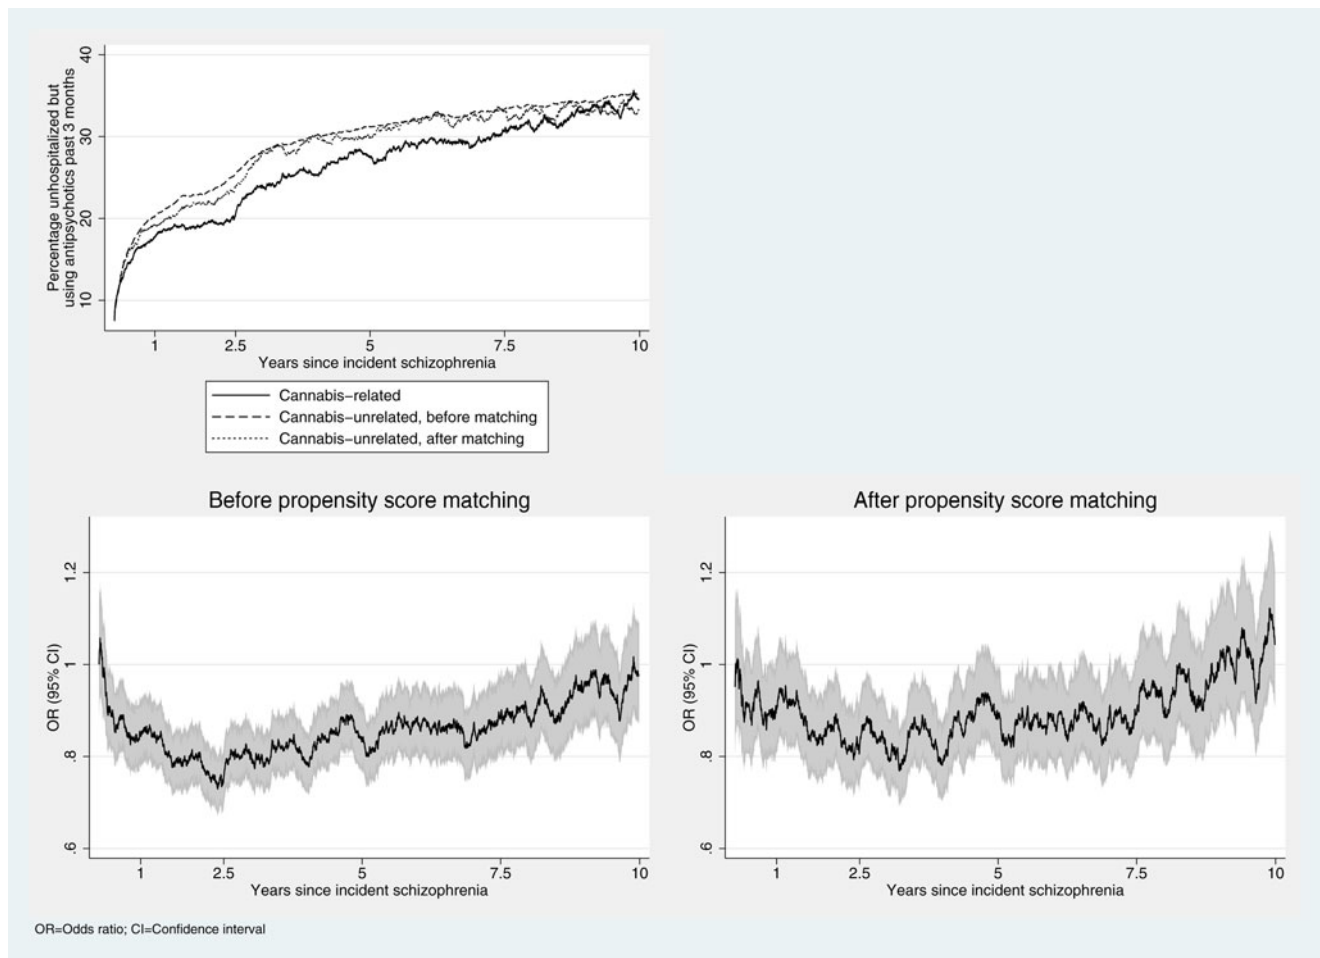 Percentage unhospitalized but
using antipsychotics past 3 months
40
30
20
10
1 2.5 5 7.5 10
Years since incident schizophrenia
Cannabis-related
Cannabis-unrelated, before matching
Cannabis-unrelated, after matching
Before propensity score matching
OR (95% CI)
1.2
1
.8
.6
1 2.5 5 7.5 10
Years since incident schizophrenia
After propensity score matching
OR (95% CI)
1.2
1
.8
.6
1 2.5 5 7.5 10
Years since incident schizophrenia
OR=Odds ratio; CI=Confidence interval